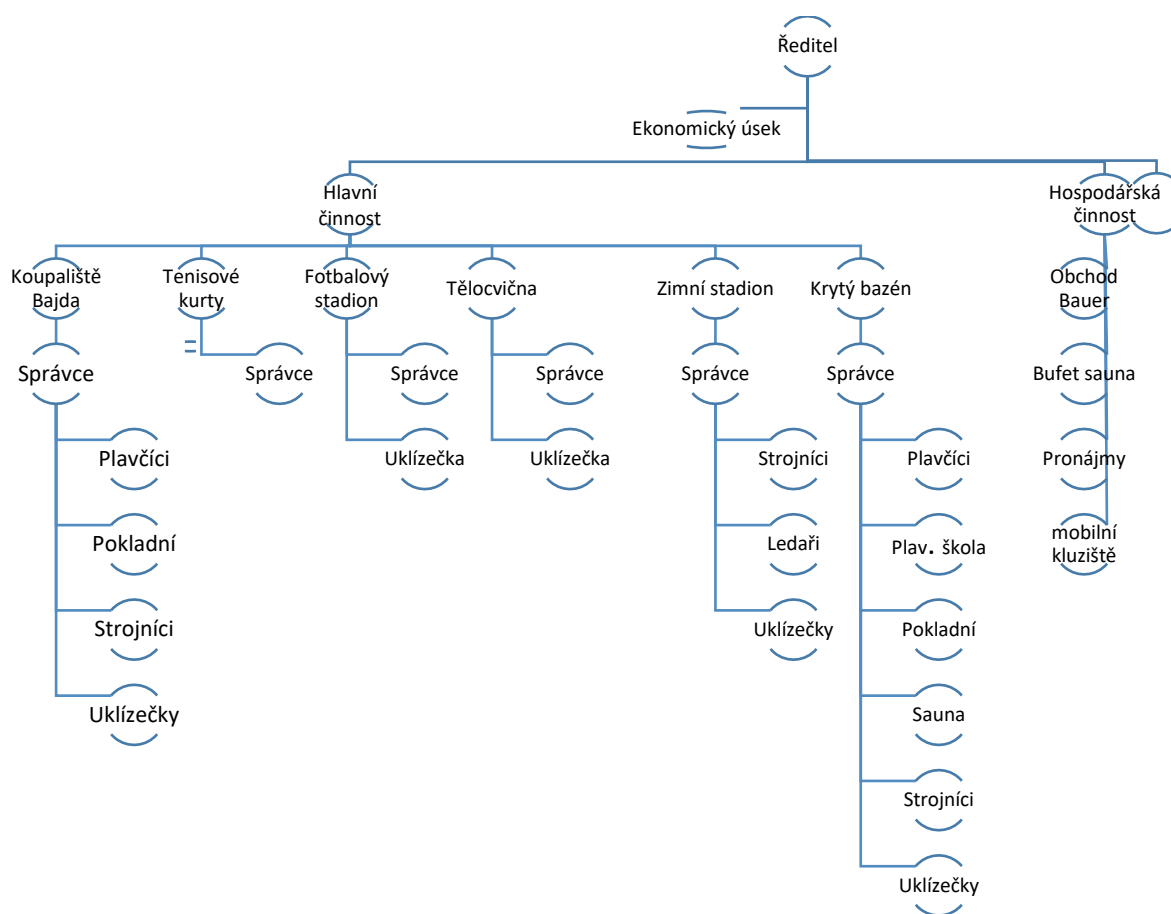 Ředitel
Ekonomický úsek
Hlavní
činnost
Hospodářská
činnost
Koupaliště
Bajda
Tenisové
kurty
Fotbalový
stadion
Tělocvična
Zimní stadion
Krytý bazén
Obchod
Bauer
Správce
Správce
Správce
Správce
Správce
Správce
Bufet sauna
Plavčíci
Uklízečka
Uklízečka
Strojníci
Plavčíci
Pronájmy
Pokladní
Ledaři
Plav. škola
mobilní
kluziště
Strojníci
Uklízečky
Pokladní
Uklízečky
Sauna
Strojníci
Uklízečky